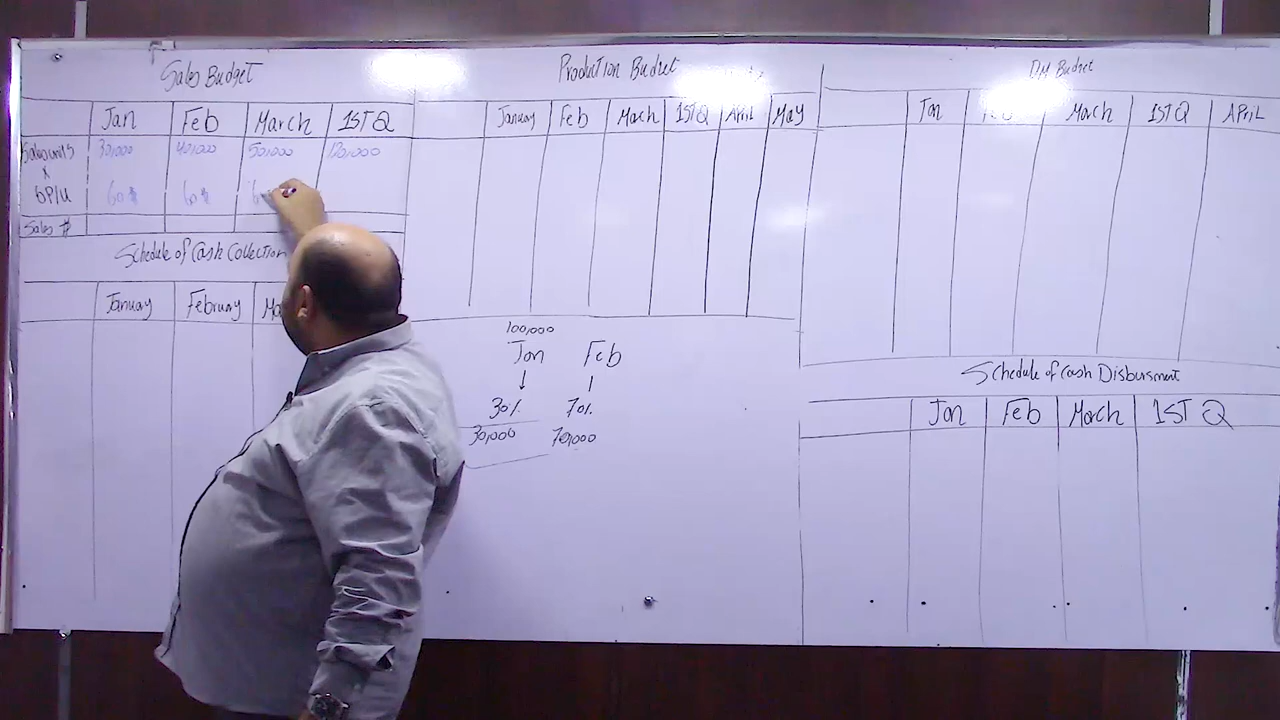 Sales Budget
Jan Feb March 1ST Q
Sales units 30,000 40,000 50,000 120,000
x
SP/U 60 $ 60 $
Sales $
Schedule of Cash Collection
January February
Production Budget
January Feb March 1ST Q April May
100,000
Jan Feb
30% 70%
30,000 70,000
DM Budget
Jan March 1ST Q APRIL
Schedule of Cash Disbursment
Jan Feb March 1ST Q